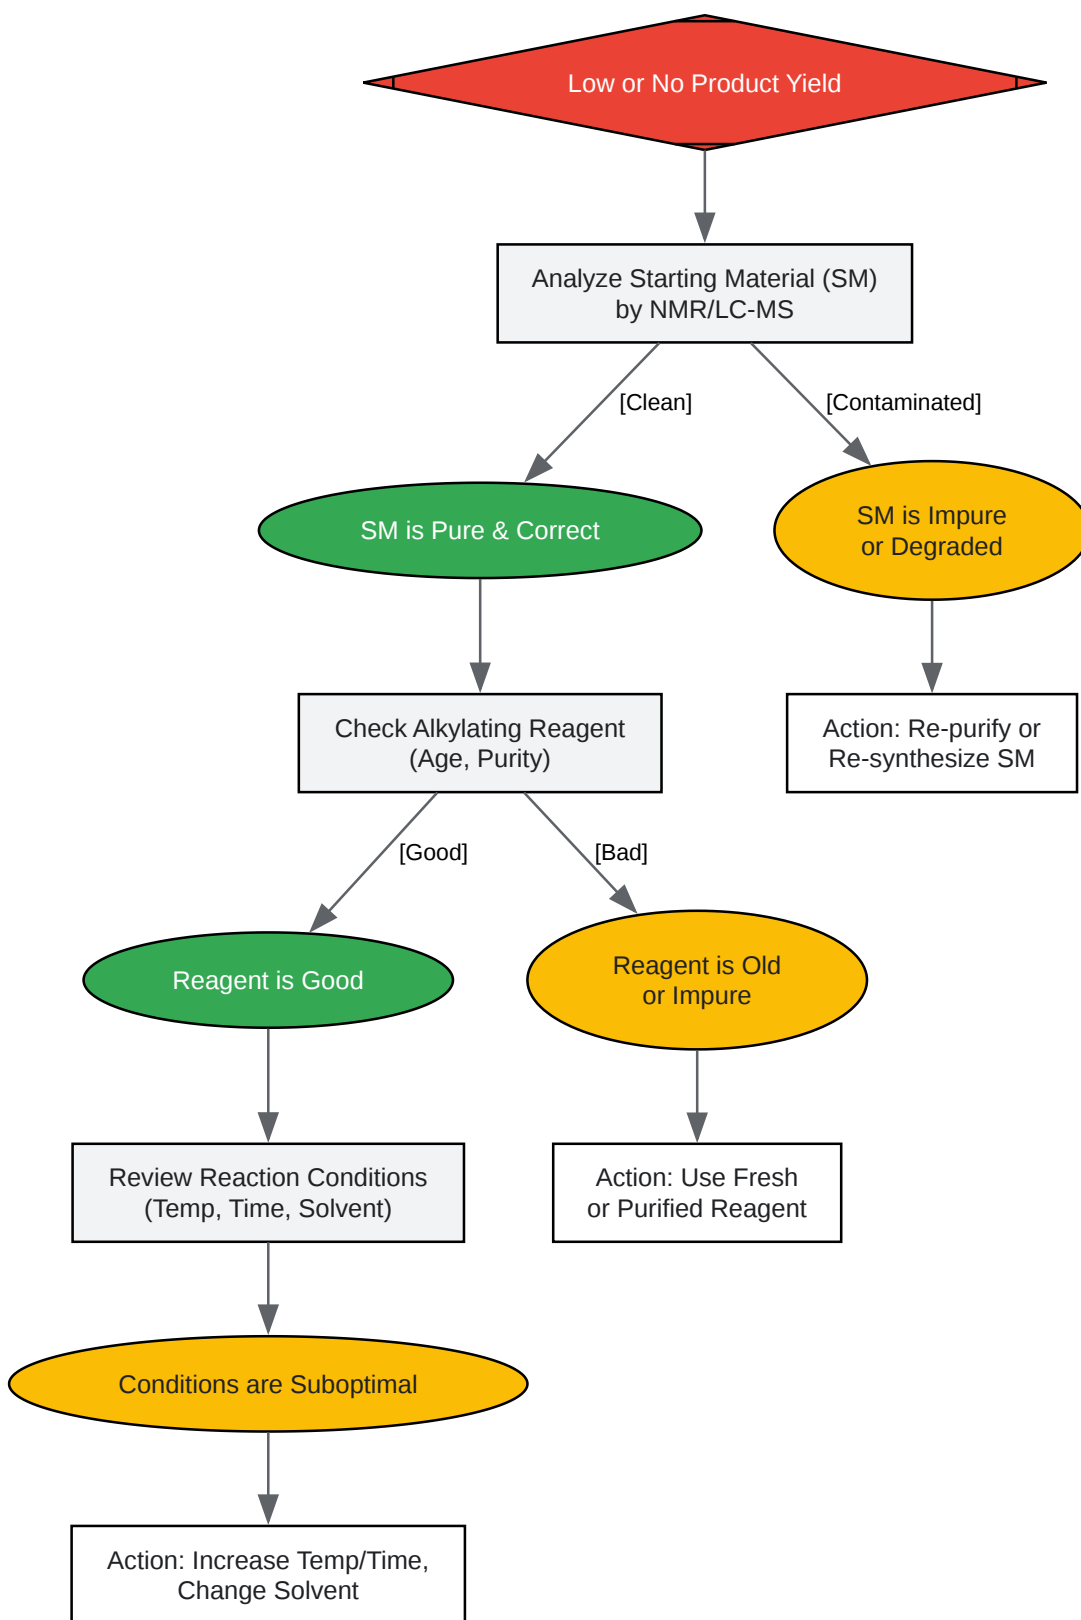 Low or No Product Yield
Analyze Starting Material (SM)
by NMR/LC-MS
[Clean]
[Contaminated]
SM is Pure & Correct
SM is Impure
or Degraded
Check Alkylating Reagent
(Age, Purity)
Action: Re-purify or
Re-synthesize SM
[Good]
[Bad]
Reagent is Good
Reagent is Old
or Impure
Review Reaction Conditions
(Temp, Time, Solvent)
Action: Use Fresh
or Purified Reagent
Conditions are Suboptimal
Action: Increase Temp/Time,
Change Solvent